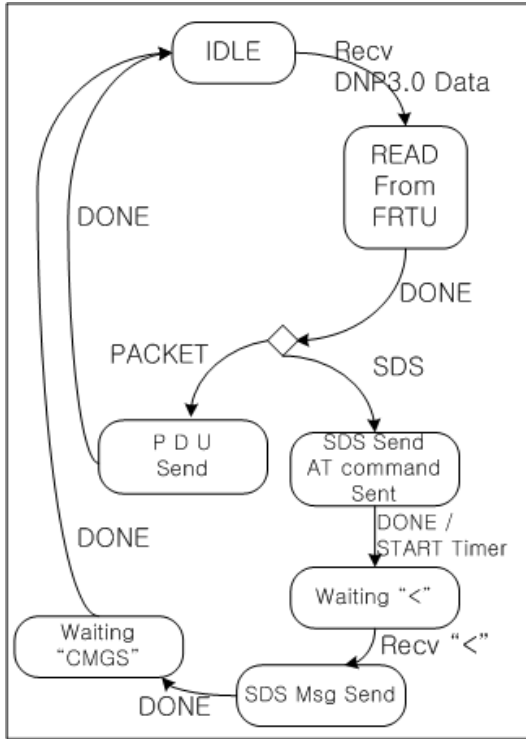 IDLE
Recv
DNP3.0 Data
READ
From
FRTU
DONE
DONE
PACKET
SDS
P D U
Send
SDS Send
AT command
Sent
DONE /
START Timer
DONE
Waiting "<"
Waiting
"CMGS"
Recv "<"
SDS Msg Send
DONE